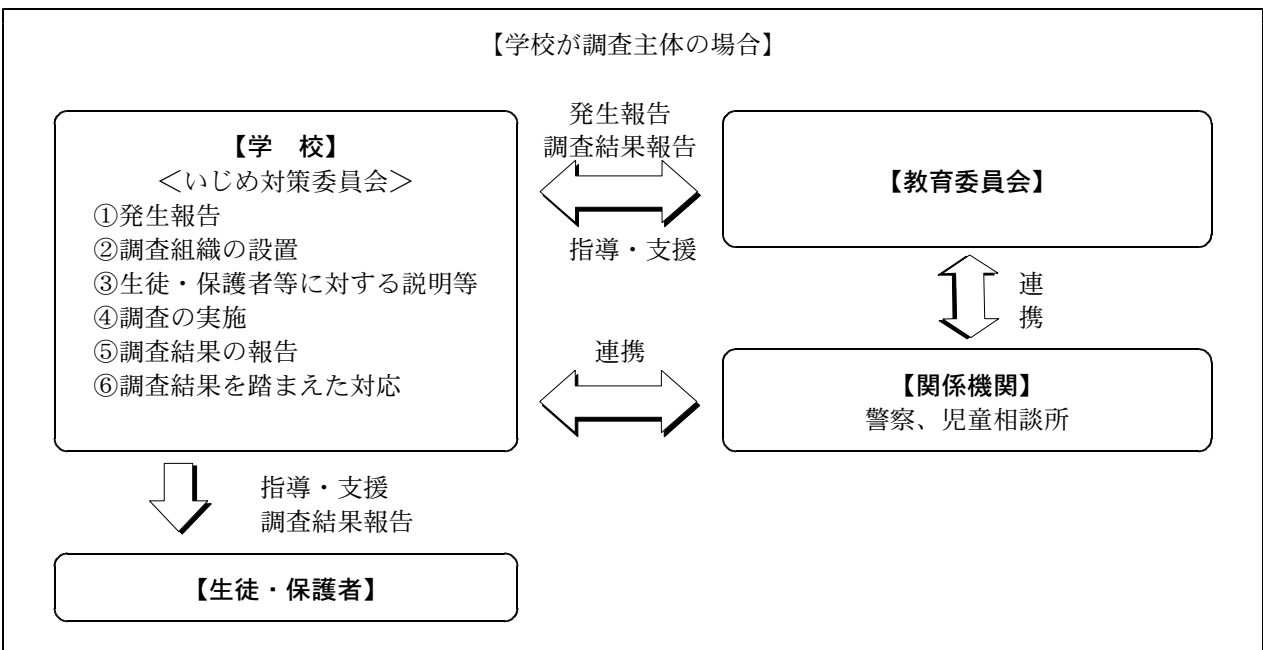 【学校が調査主体の場合】
【学　校】
＜いじめ対策委員会＞
①発生報告
②調査組織の設置
③生徒・保護者等に対する説明等
④調査の実施
⑤調査結果の報告
⑥調査結果を踏まえた対応
発生報告
調査結果報告
指導・支援
【教育委員会】
連
携
連携
【関係機関】
警察、児童相談所
指導・支援
調査結果報告
【生徒・保護者】